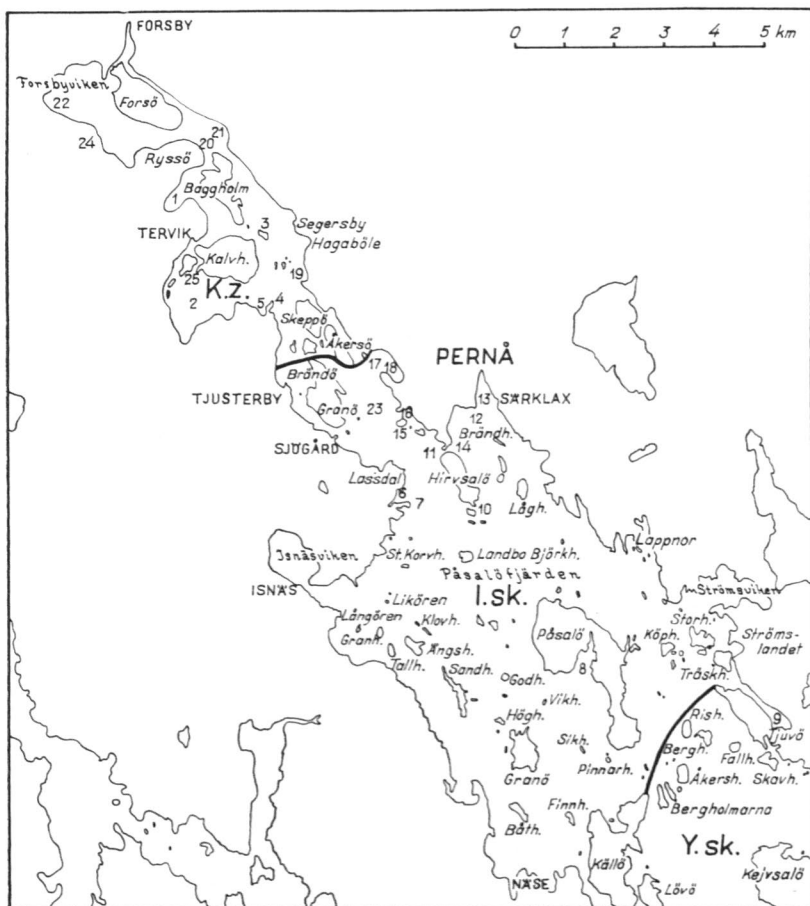 FORSBY
0 1 2 3 4 5 km
Forsbyviken
22
Forsö
24
21
20
Ryssö
Baggholm
1
3
Segersby
TERVIK
Hagaböle
Kalvh.
19
25
K.z.
2
5
4
Skeppö
Åkersö
PERNÅ
17
18
Brändö
TJUSTERBY
13
SÄRKLAX
Granö
23
16
12
15
Brändh.
SJÖGÅRD
11
14
Lassdal
Hirvsalö
6
7
10
Lågh.
Isnäsviken
St.Korvh.
Landbo
Björkh.
Lappnor
Påsalöfjärden
ISNÄS
Strömsviken
Likören
I.sk.
Storh.
Långören
Klovh.
Påsalö
Köph.
Ströms-
landet
Granh.
Ängsh.
Tallh.
Sandh.
8
Träskh.
Godh.
Vikh.
Rish.
9
Tjuvö
Högh.
Sikh.
Bergh.
Fallh.
Granö
Pinnarh.
Åkersh.
Skavh.
Finnh.
Bergholmarna
Båth.
Y.sk.
Källö
Kejvsalö
NÄSE
Lövö